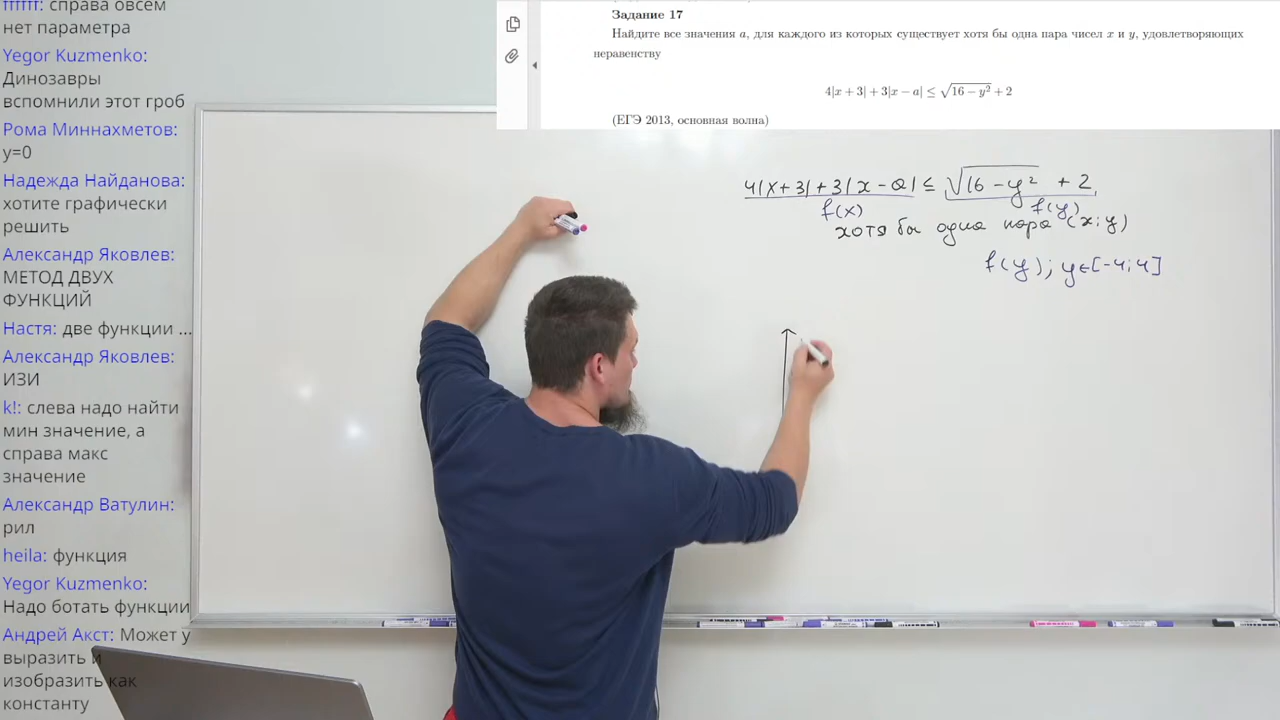 ffffff: справа овсем
нет параметра
Yegor Kuzmenko:
Динозавры
вспомнили этот гроб
Рома Миннахметов:
y=0
Надежда Найданова:
хотите графически
решить
Александр Яковлев:
МЕТОД ДВУХ
ФУНКЦИЙ
Настя: две функции ...
Александр Яковлев:
ИЗИ
k!: слева надо найти
мин значение, а
справа макс
значение
Александр Ватулин:
рил
heila: функция
Yegor Kuzmenko:
Надо ботать функции
Андрей Акст: Может у
выразить и
изобразить как
константу
Задание 17
Найдите все значения a, для каждого из которых существует хотя бы одна пара чисел x и y, удовлетворяющих
неравенству
4|x + 3| + 3|x − a| ≤ √(16 − y²) + 2
(ЕГЭ 2013, основная волна)
4|x+3|+3|x−a| ≤ √(16−y²) + 2
f(x) f(y)
хотя бы одна пара (x;y)
f(y); y∈[-4;4]